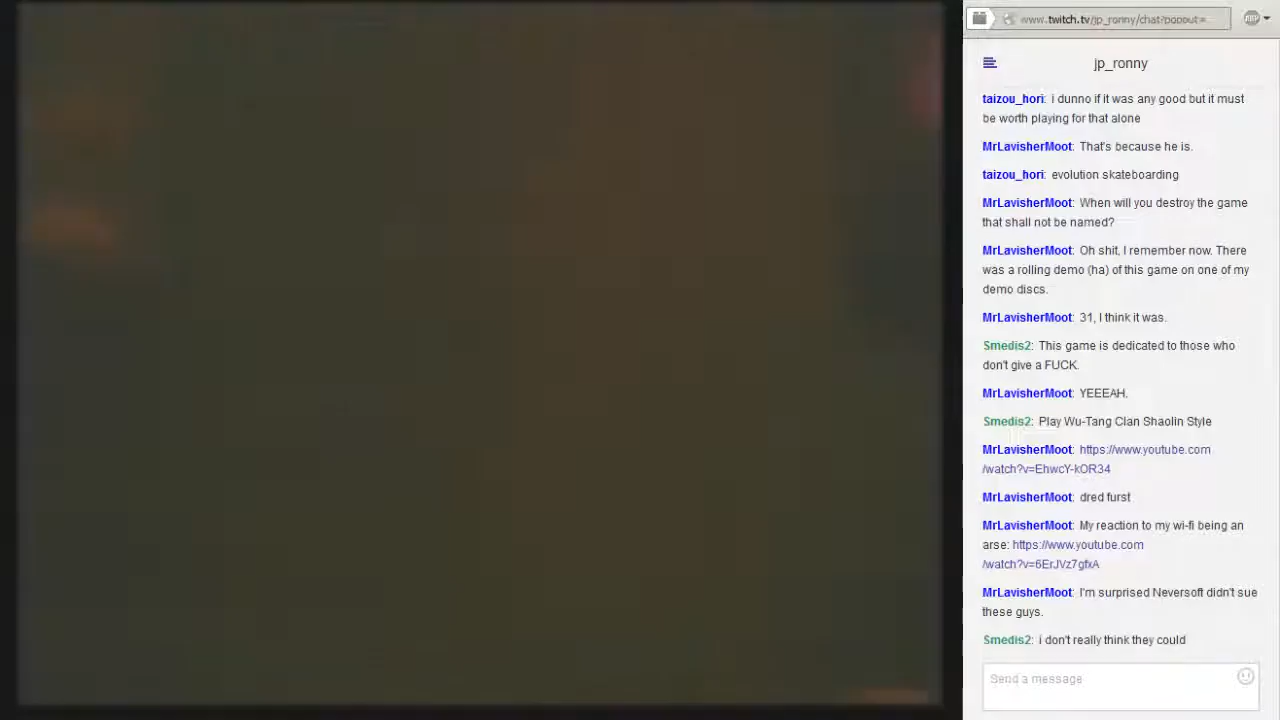 www.twitch.tv/jp_ronny/chat?popout=
ABP
jp_ronny
taizou_hori: i dunno if it was any good but it must
be worth playing for that alone
MrLavisherMoot: That's because he is.
taizou_hori: evolution skateboarding
MrLavisherMoot: When will you destroy the game
that shall not be named?
MrLavisherMoot: Oh shit, I remember now. There
was a rolling demo (ha) of this game on one of my
demo discs.
MrLavisherMoot: 31, I think it was.
Smedis2: This game is dedicated to those who
don't give a FUCK.
MrLavisherMoot: YEEEAH.
Smedis2: Play Wu-Tang Clan Shaolin Style
MrLavisherMoot: https://www.youtube.com
/watch?v=EhwcY-kOR34
MrLavisherMoot: dred furst
MrLavisherMoot: My reaction to my wi-fi being an
arse: https://www.youtube.com
/watch?v=6ErJVz7gfxA
MrLavisherMoot: I'm surprised Neversoft didn't sue
these guys.
Smedis2: i don't really think they could
Send a message